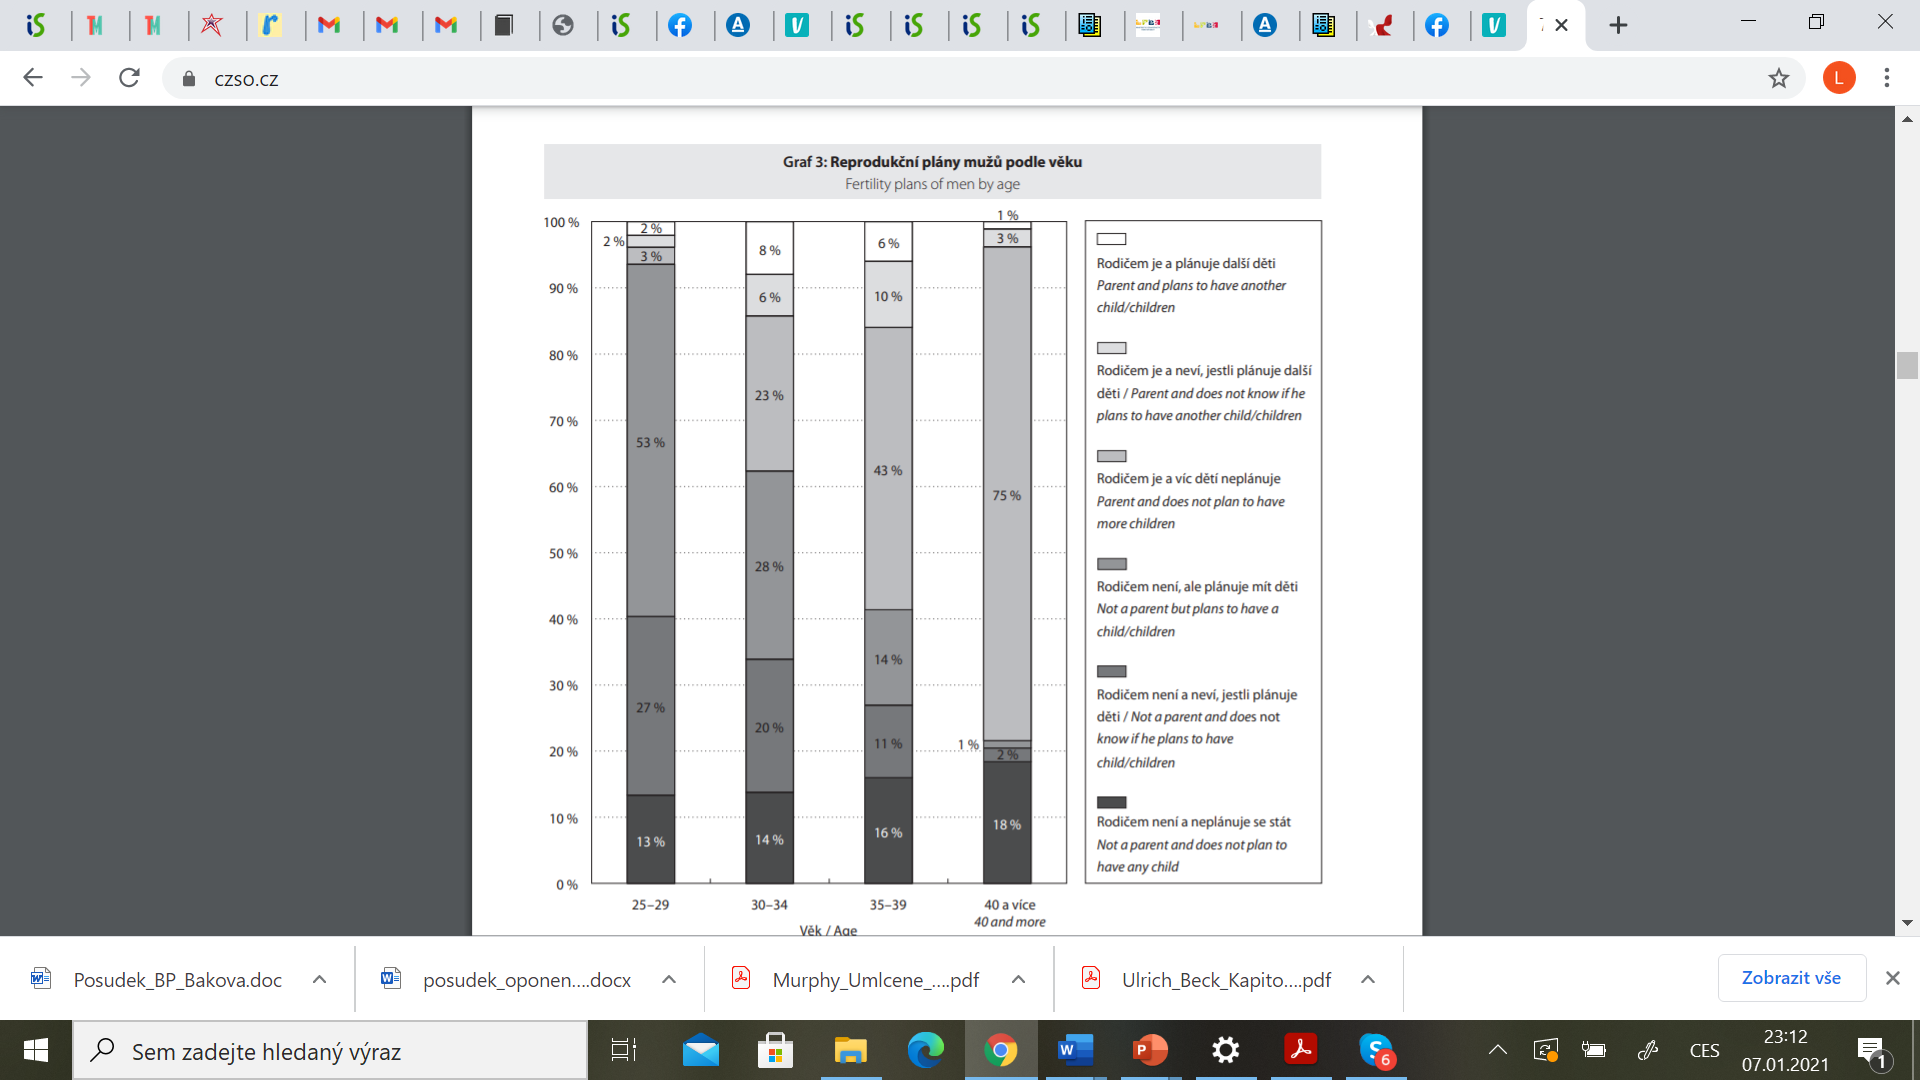 czso.cz
L
Graf 3: Reprodukční plány mužů podle věku
Fertility plans of men by age
100 %
90 %
80 %
70 %
60 %
50 %
40 %
30 %
20 %
10 %
0 %
2 %
2 %
3 %
53 %
27 %
13 %
8 %
6 %
23 %
28 %
20 %
14 %
6 %
10 %
43 %
14 %
11 %
16 %
1 %
3 %
75 %
1 %
2 %
18 %
25–29
30–34
35–39
40 a více
40 and more
Věk / Age
Rodičem je a plánuje další děti
Parent and plans to have another
child/children
Rodičem je a neví, jestli plánuje další
děti / Parent and does not know if he
plans to have another child/children
Rodičem je a víc dětí neplánuje
Parent and does not plan to have
more children
Rodičem není, ale plánuje mít děti
Not a parent but plans to have a
child/children
Rodičem není a neví, jestli plánuje
děti / Not a parent and does not
know if he plans to have
child/children
Rodičem není a neplánuje se stát
Not a parent and does not plan to
have any child
Posudek_BP_Bakova.doc
posudek_oponen....docx
Murphy_Umlcene_....pdf
Ulrich_Beck_Kapito....pdf
Zobrazit vše
Sem zadejte hledaný výraz
6
CES
23:12
07.01.2021
1